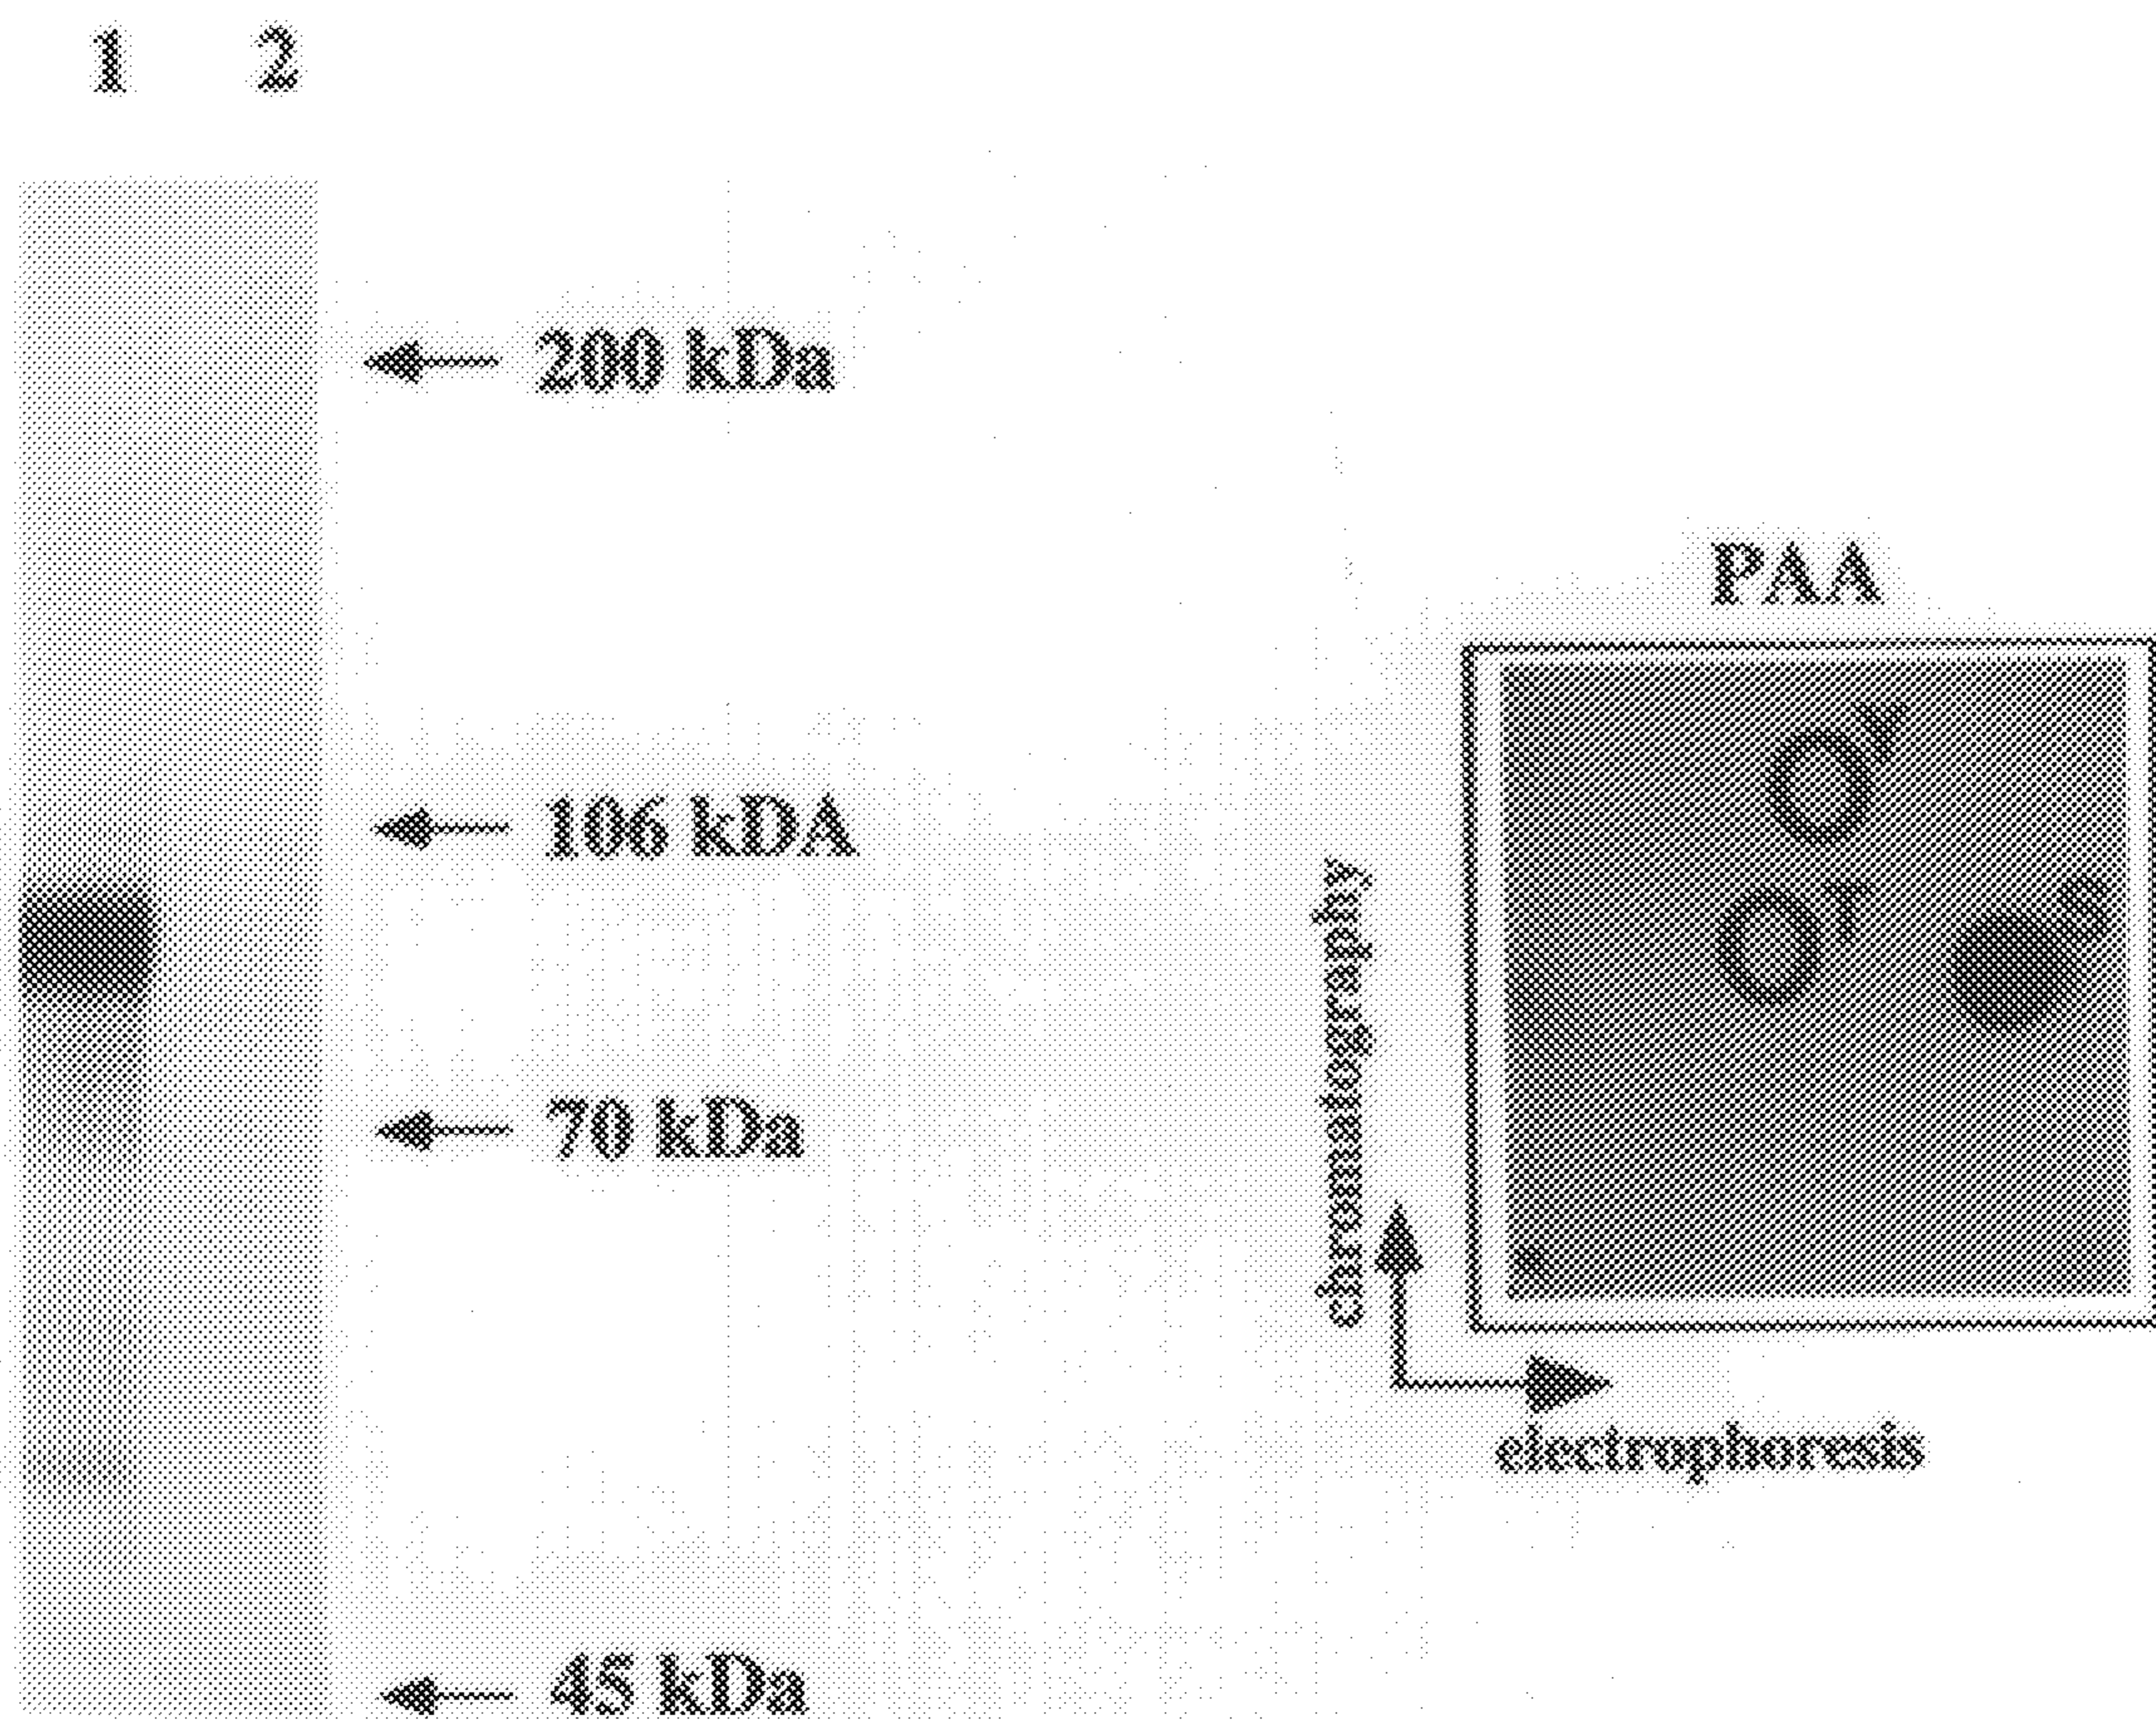 1 2
200 kDa
106 kDA
70 kDa
45 kDa
PAA
Y
T
S
chromatography
electrophoresis